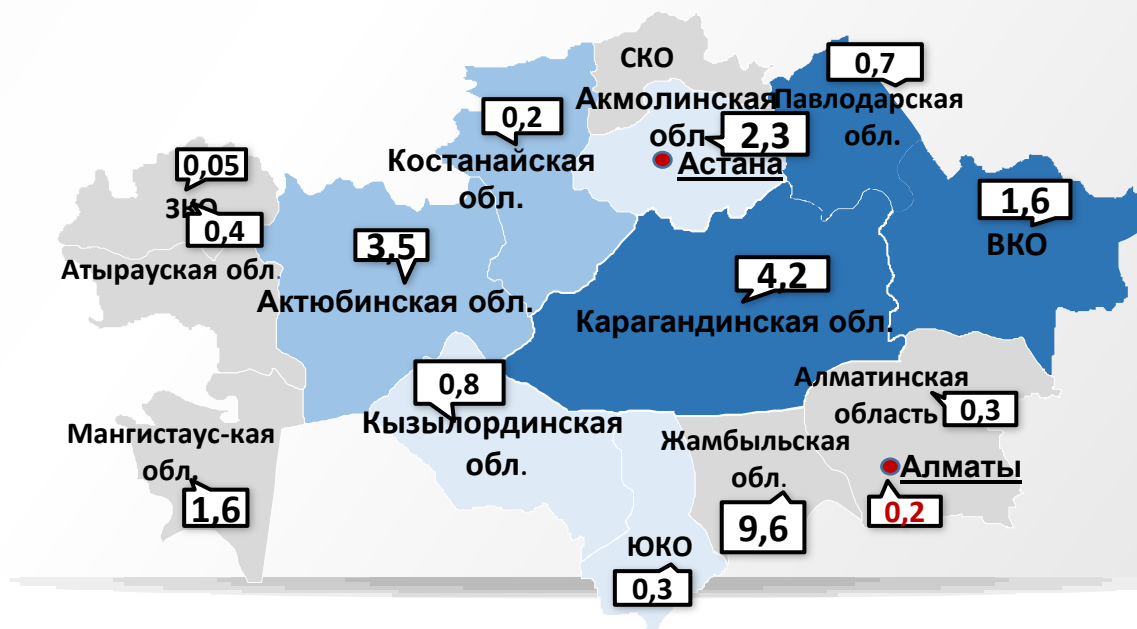 СКО
0,7
Акмолинская
обл
2,3
Астана
Павлодарская
обл.
0,2
Костанайская
обл.
0,05
ЗКО
0,4
Атырауская обл.
3,5
Актюбинская обл.
1,6
ВКО
4,2
Карагандинская обл.
0,8
Кызылординская
обл.
Алматинская
область
0,3
Мангистаус-кая
обл.
1,6
Жамбыльская
обл.
9,6
Алматы
0,2
ЮКО
0,3